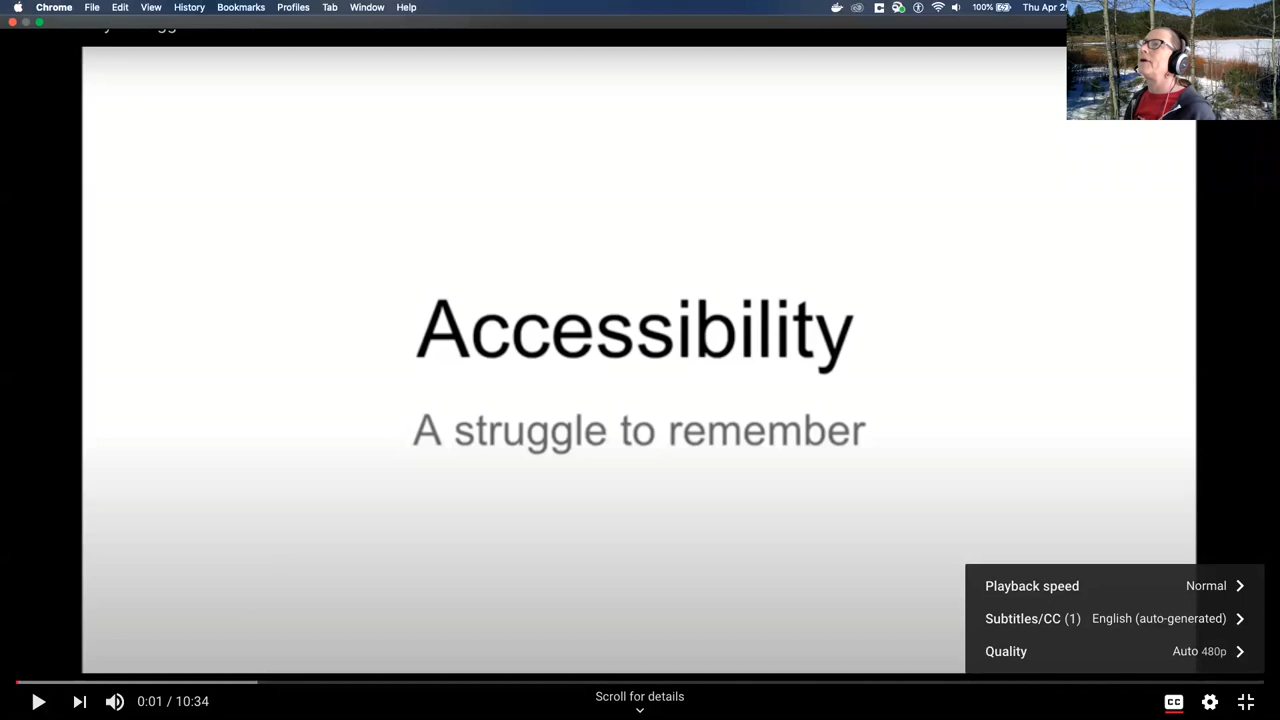 Chrome File Edit View History Bookmarks Profiles Tab Window Help 100% Thu Apr
Accessibility
A struggle to remember
Playback speed Normal
Subtitles/CC (1) English (auto-generated)
Quality Auto 480p
Scroll for details
0:01 / 10:34
CC